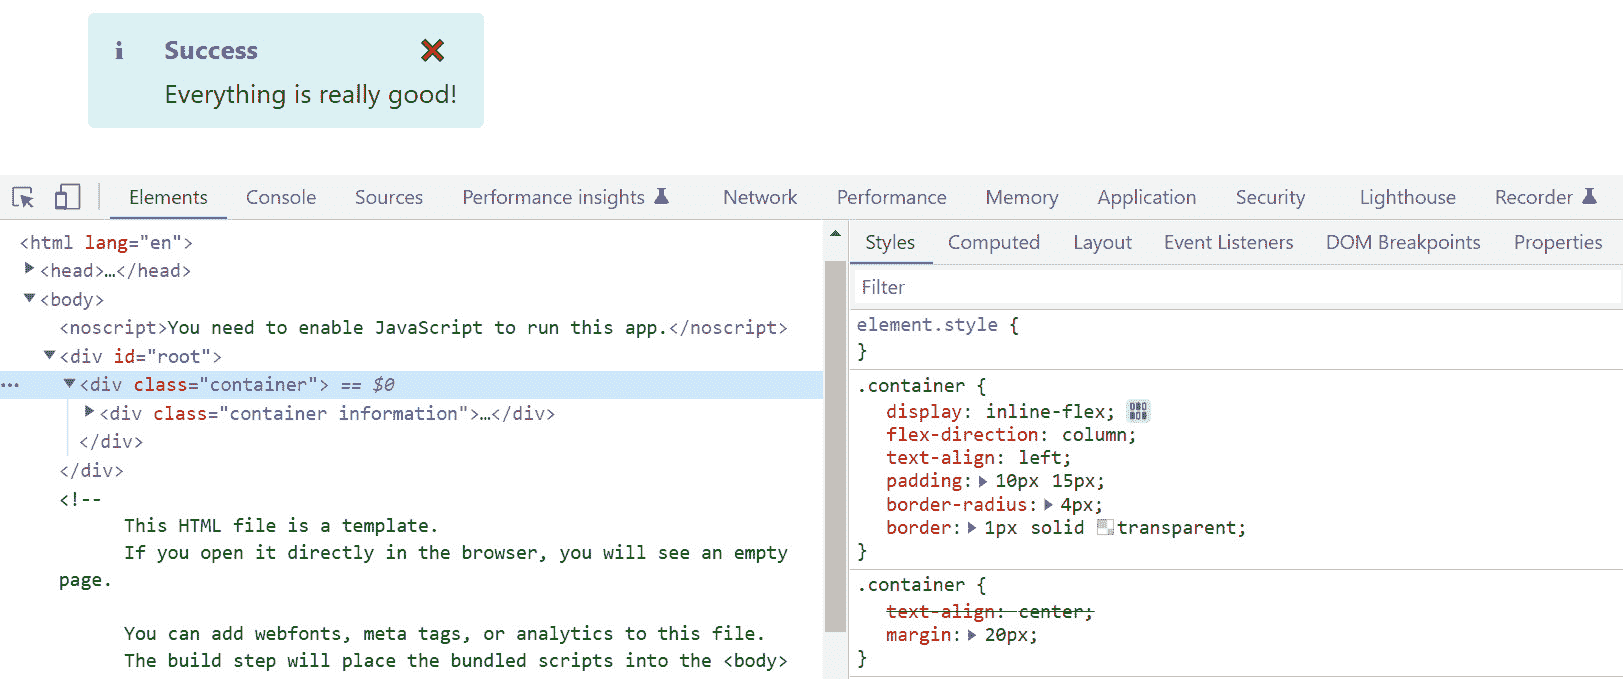 i Success ✖
Everything is really good!
Elements Console Sources Performance insights Network Performance Memory Application Security Lighthouse Recorder
<html lang="en">
<head>…</head>
<body>
<noscript>You need to enable JavaScript to run this app.</noscript>
<div id="root">
… <div class="container"> == $0
<div class="container information">…</div>
</div>
</div>
<!--
This HTML file is a template.
If you open it directly in the browser, you will see an empty
page.
You can add webfonts, meta tags, or analytics to this file.
The build step will place the bundled scripts into the <body>
Styles Computed Layout Event Listeners DOM Breakpoints Properties
Filter
element.style {
}
.container {
display: inline-flex;
flex-direction: column;
text-align: left;
padding: 10px 15px;
border-radius: 4px;
border: 1px solid transparent;
}
.container {
text-align: center;
margin: 20px;
}